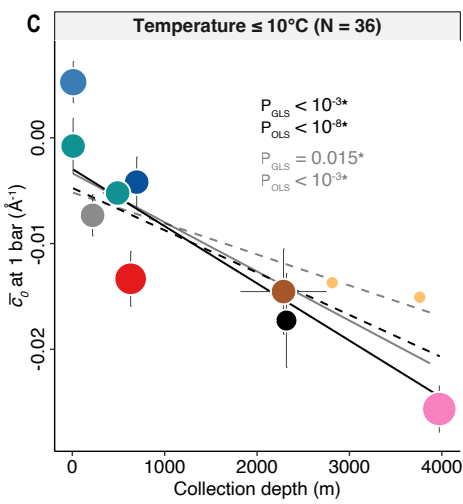 C
Temperature ≤ 10°C (N = 36)
P_GLS < 10⁻³*
P_OLS < 10⁻⁸*
P_GLS = 0.015*
P_OLS < 10⁻³*
0.00
-0.01
-0.02
c̅₀ at 1 bar (Å⁻¹)
0 1000 2000 3000 4000
Collection depth (m)